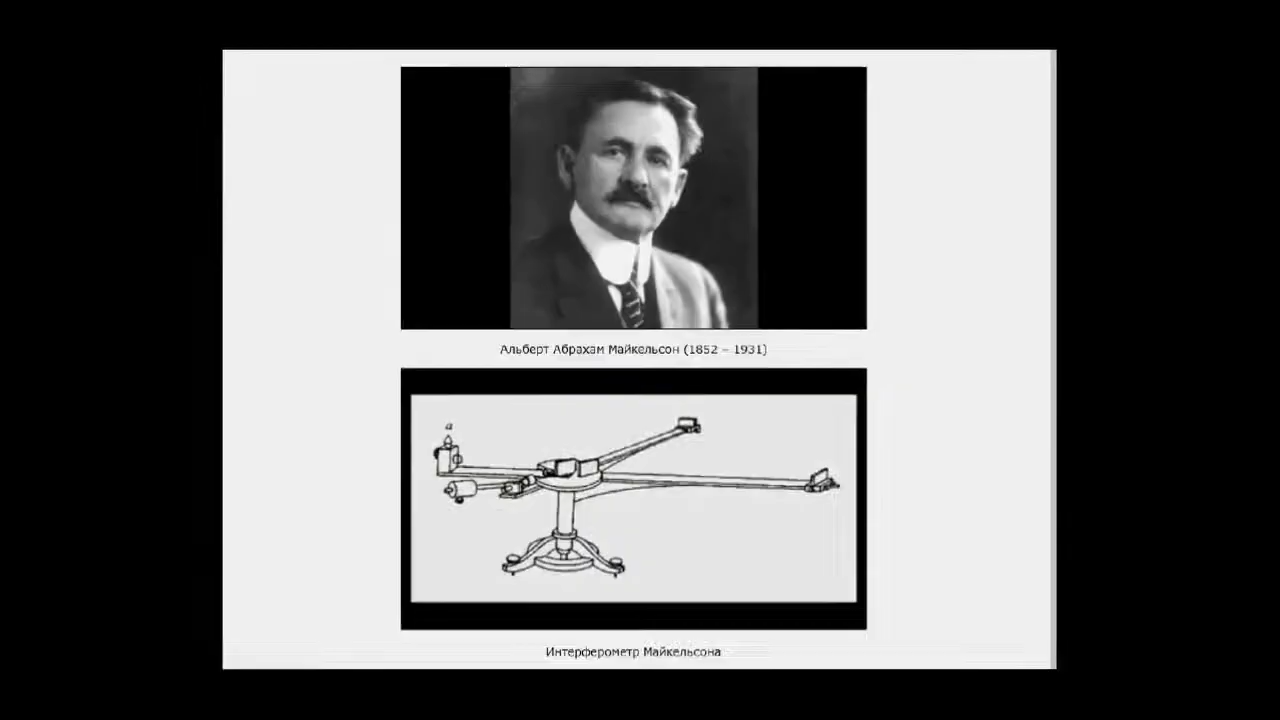 Альберт Абрахам Майкельсон (1852 – 1931)
a
Интерферометр Майкельсона